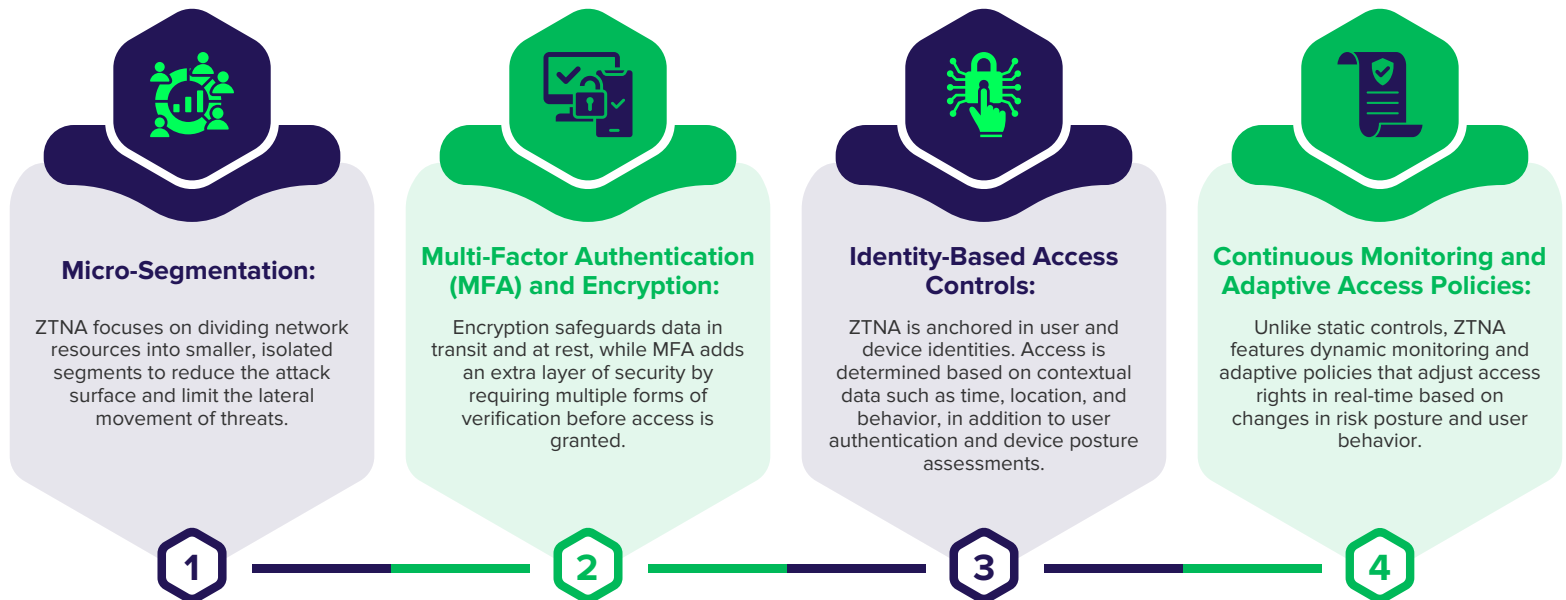 Micro-Segmentation:
ZTNA focuses on dividing network
resources into smaller, isolated
segments to reduce the attack
surface and limit the lateral
movement of threats.
1
Multi-Factor Authentication
(MFA) and Encryption:
Encryption safeguards data in
transit and at rest, while MFA adds
an extra layer of security by
requiring multiple forms of
verification before access is
granted.
2
Identity-Based Access
Controls:
ZTNA is anchored in user and
device identities. Access is
determined based on contextual
data such as time, location, and
behavior, in addition to user
authentication and device posture
assessments.
3
Continuous Monitoring and
Adaptive Access Policies:
Unlike static controls, ZTNA
features dynamic monitoring and
adaptive policies that adjust access
rights in real-time based on
changes in risk posture and user
behavior.
4